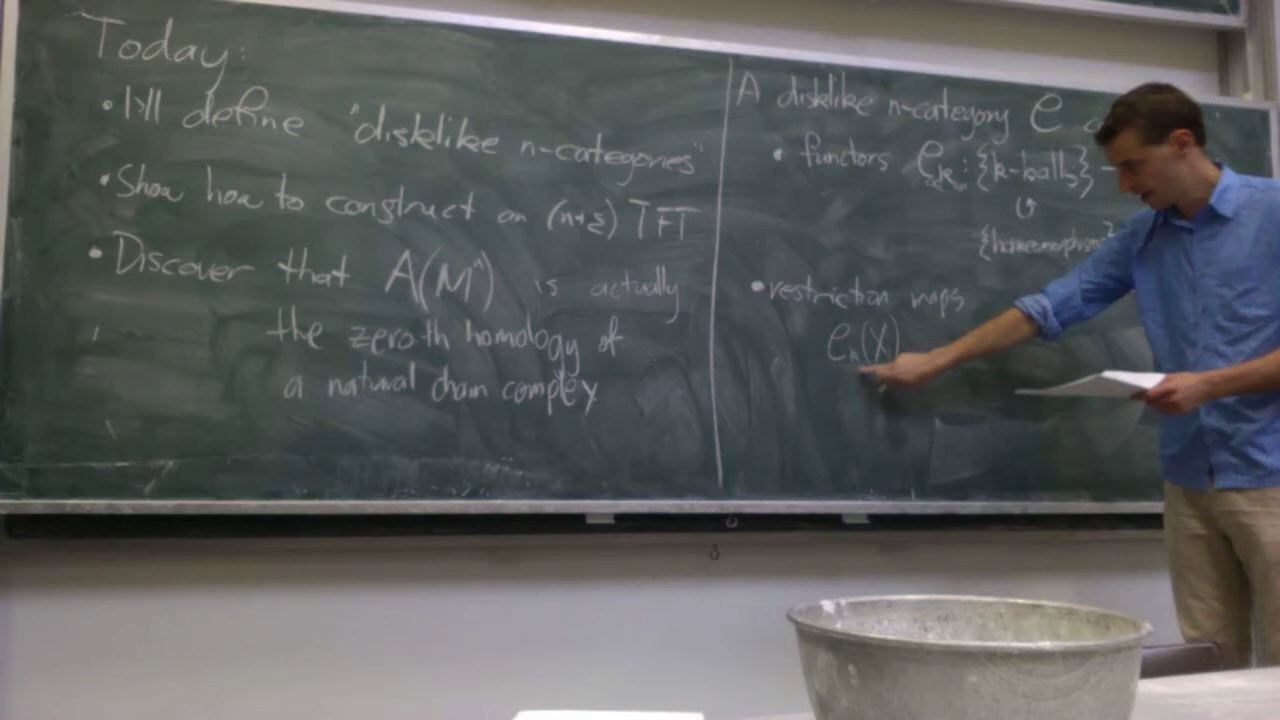 Today:
• I'll define "disklike n-categories"
• Show how to construct an (n+ε) TFT
• Discover that A(Mⁿ) is actually
the zeroth homology of
a natural chain complex
A disklike n-category C
• functors Cₖ: {k-balls} →
↺
{homeomorphisms}
• restriction maps
Cₖ(X)